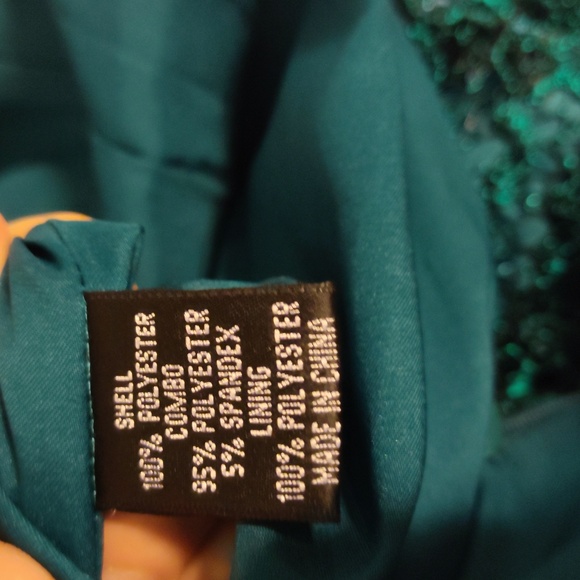 SHELL
100% POLYESTER
COMBO
95% POLYESTER
5% SPANDEX
LINING
100% POLYESTER
MADE IN CHINA